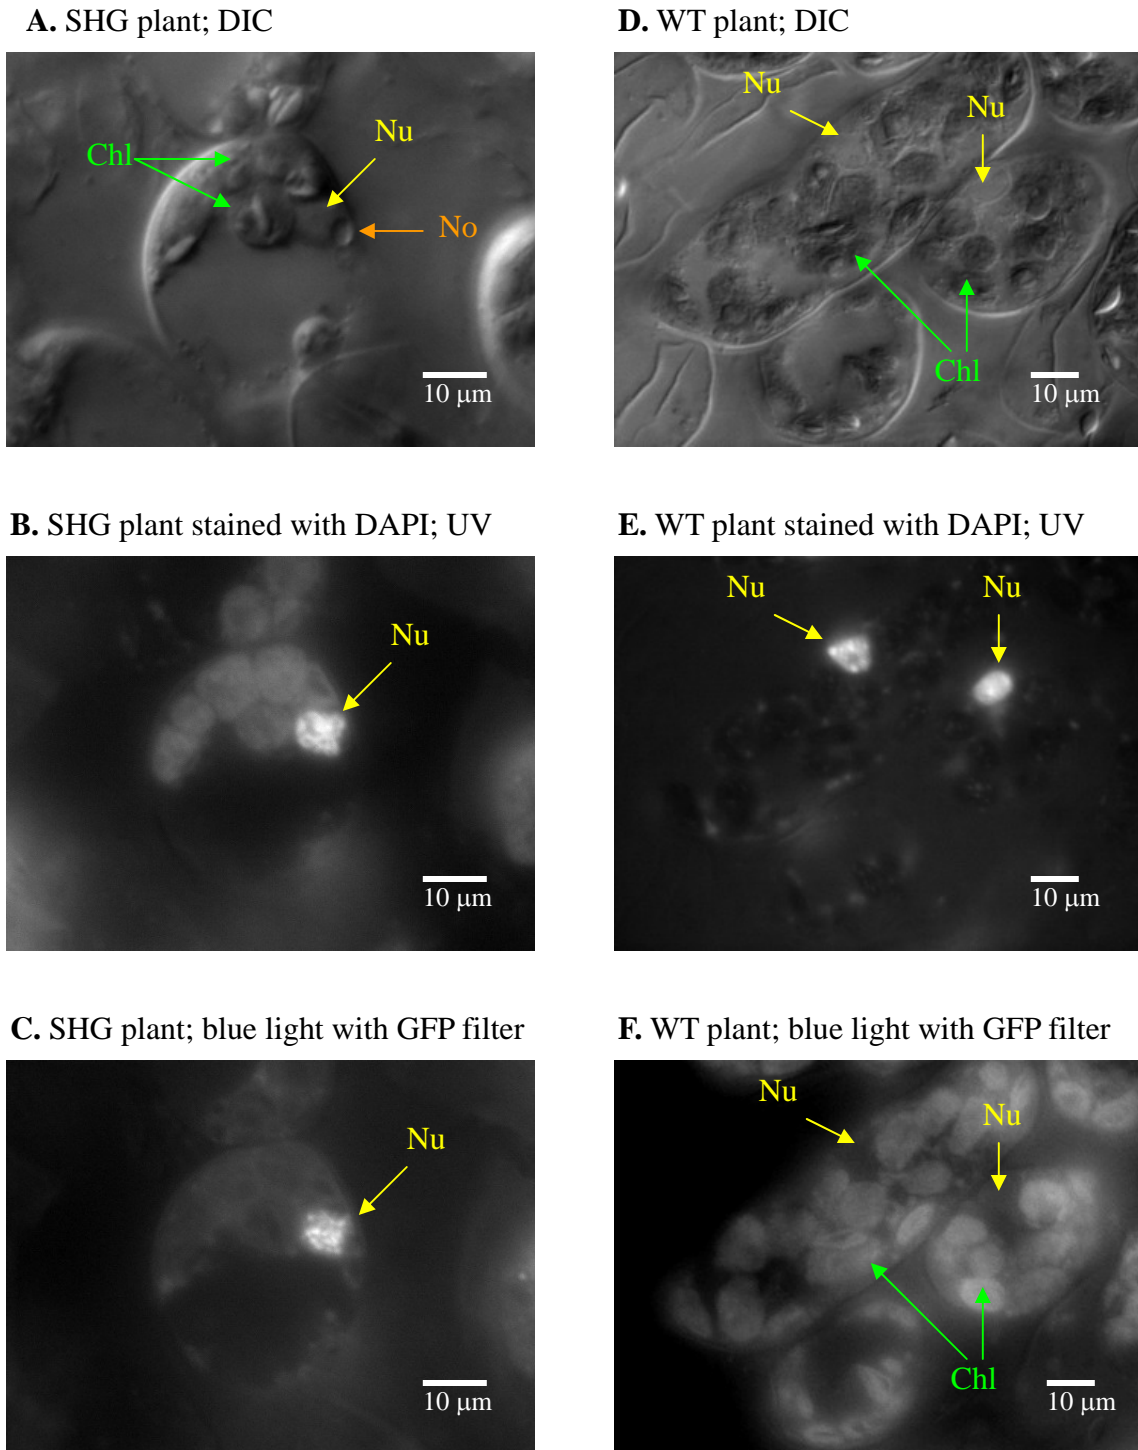 A. SHG plant; DIC
Chl
Nu
No
10 μm
D. WT plant; DIC
Nu
Nu
Chl
10 μm
B. SHG plant stained with DAPI; UV
Nu
10 μm
E. WT plant stained with DAPI; UV
Nu
Nu
10 μm
C. SHG plant; blue light with GFP filter
Nu
10 μm
F. WT plant; blue light with GFP filter
Nu
Nu
Chl
10 μm